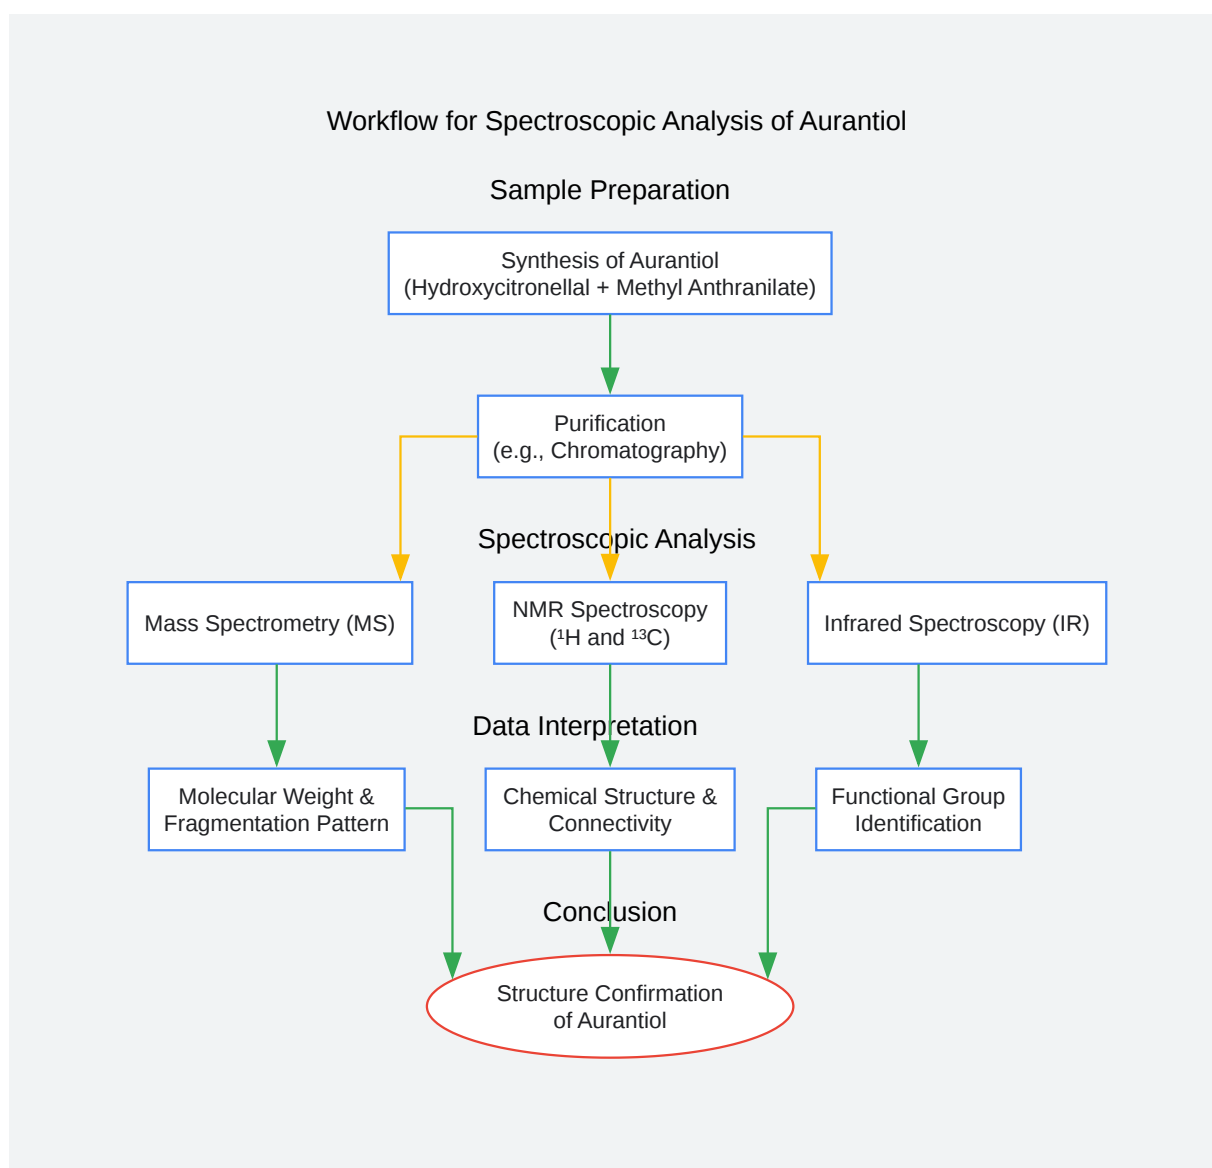 Workflow for Spectroscopic Analysis of Aurantiol
Sample Preparation
Synthesis of Aurantiol
(Hydroxycitronellal + Methyl Anthranilate)
Purification
(e.g., Chromatography)
Spectroscopic Analysis
Mass Spectrometry (MS)
NMR Spectroscopy
(¹H and ¹³C)
Infrared Spectroscopy (IR)
Data Interpretation
Molecular Weight &
Fragmentation Pattern
Chemical Structure &
Connectivity
Functional Group
Identification
Conclusion
Structure Confirmation
of Aurantiol